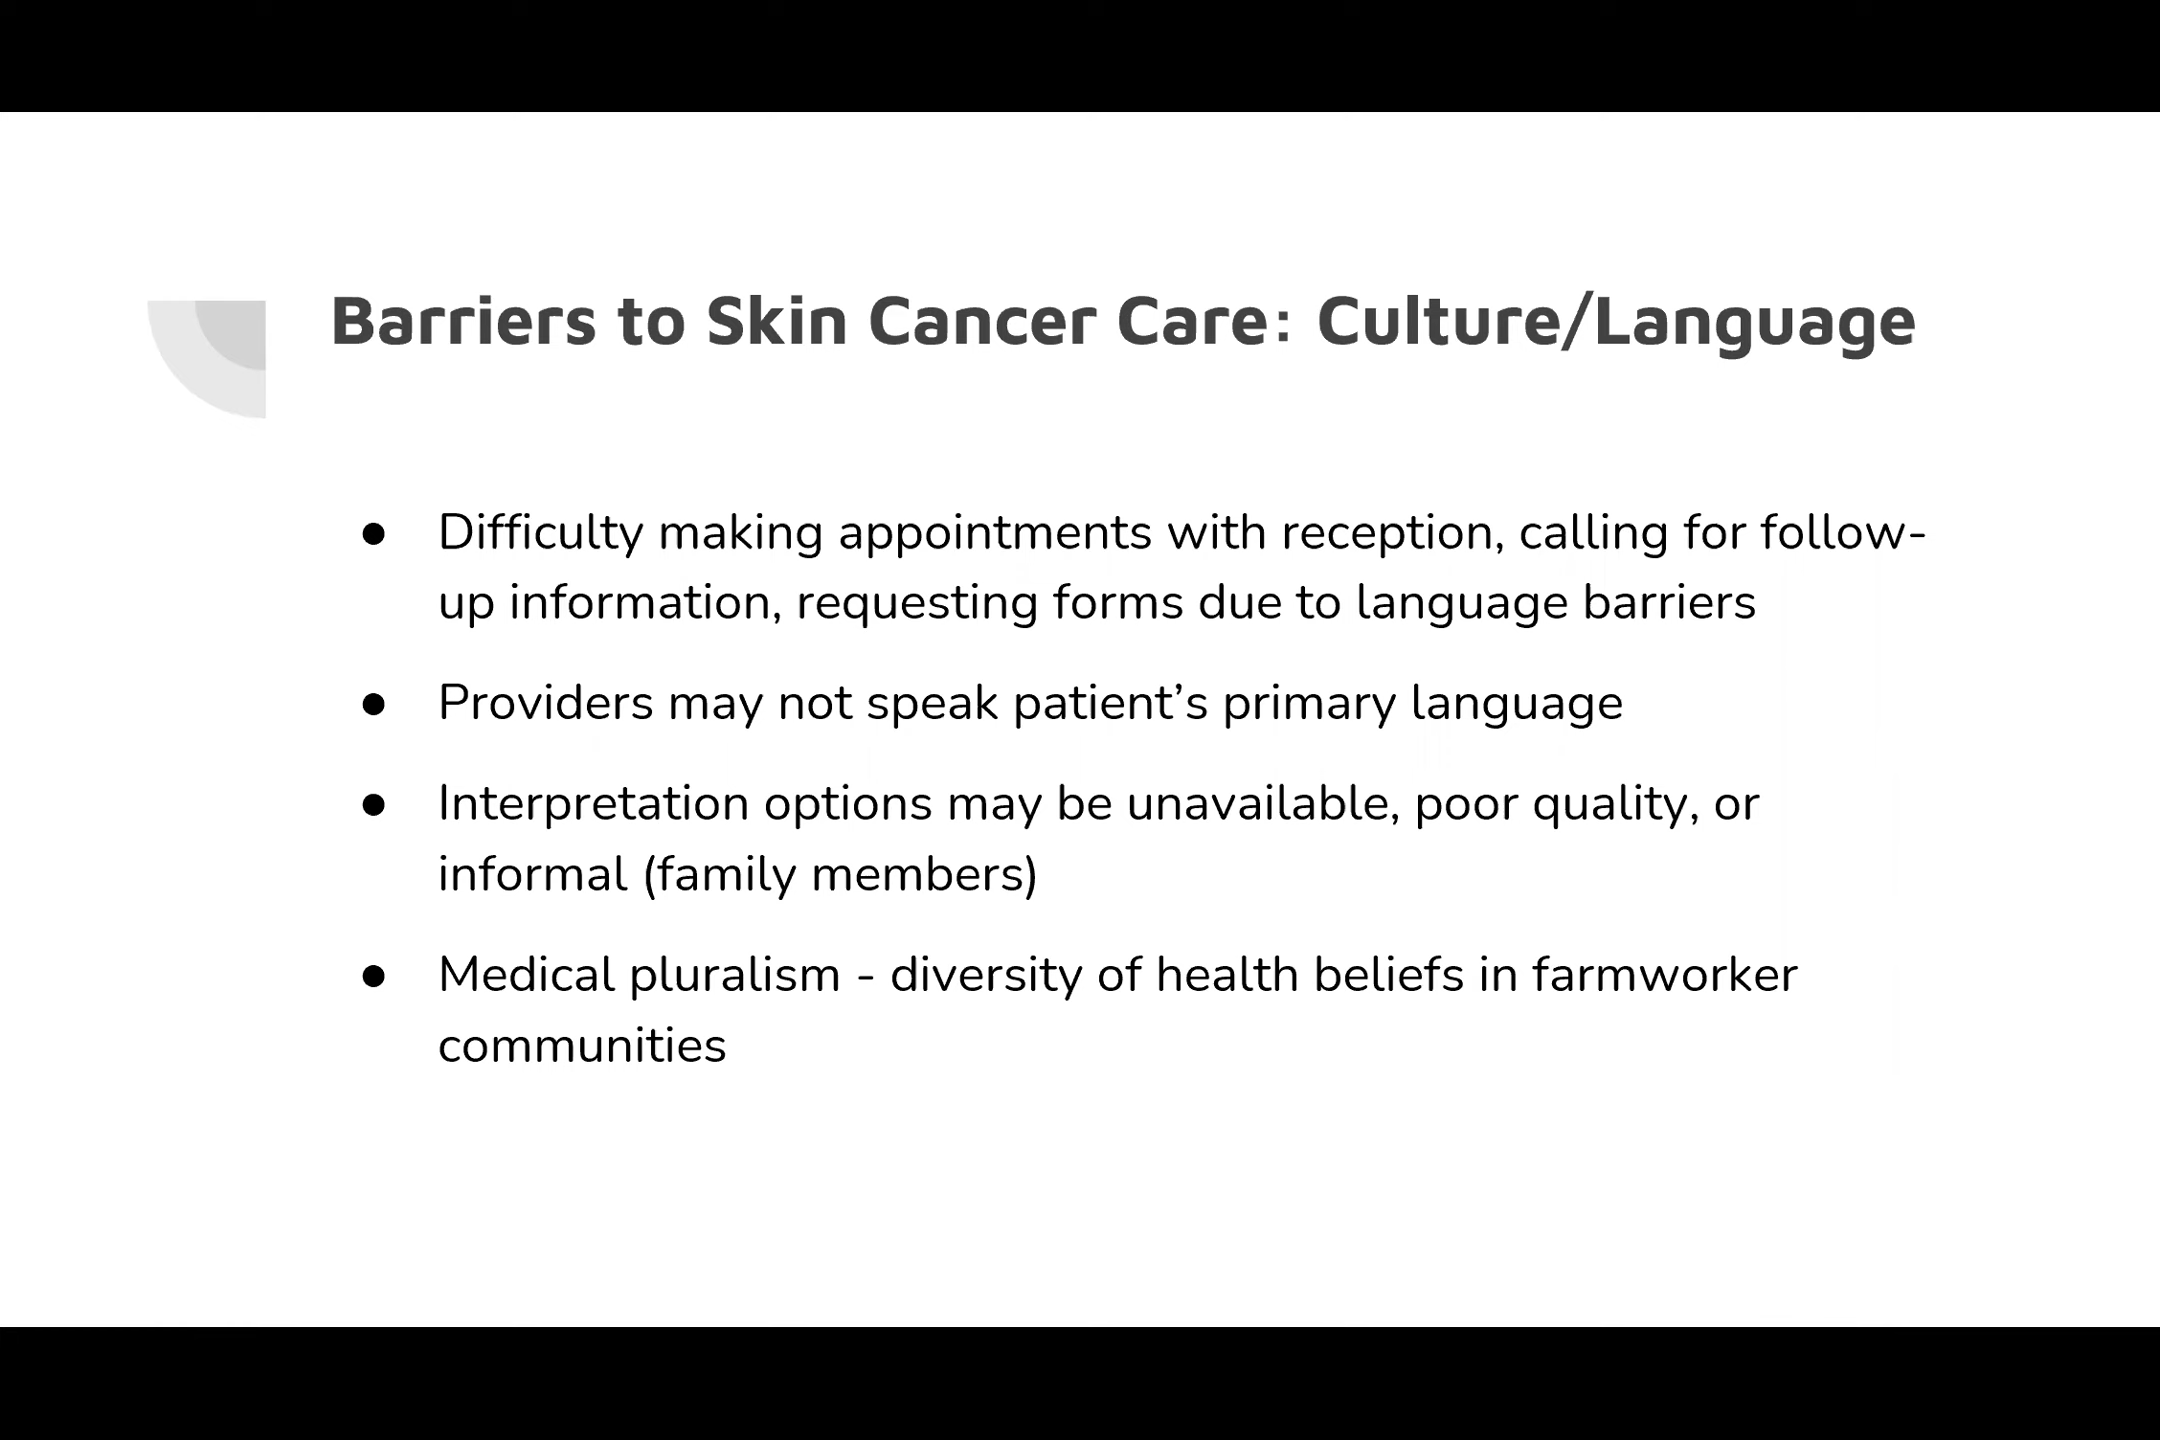 Barriers to Skin Cancer Care: Culture/Language
● Difficulty making appointments with reception, calling for follow-
up information, requesting forms due to language barriers
● Providers may not speak patient’s primary language
● Interpretation options may be unavailable, poor quality, or
informal (family members)
● Medical pluralism - diversity of health beliefs in farmworker
communities